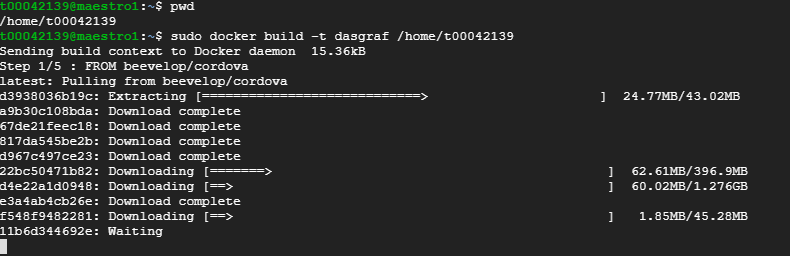 t00042139@maestro1:~$ pwd
/home/t00042139
t00042139@maestro1:~$ sudo docker build -t dasgraf /home/t00042139
Sending build context to Docker daemon  15.36kB
Step 1/5 : FROM beevelop/cordova
latest: Pulling from beevelop/cordova
d3938036b19c: Extracting [============================>                      ]  24.77MB/43.02MB
a9b30c108bda: Download complete
67de21feec18: Download complete
817da545be2b: Download complete
d967c497ce23: Download complete
22bc50471b82: Downloading [=======>                                           ]  62.61MB/396.9MB
d4e22a1d0948: Downloading [==>                                                ]  60.02MB/1.276GB
e3a4ab4cb26e: Download complete
f548f9482281: Downloading [==>                                                ]   1.85MB/45.28MB
11b6d344692e: Waiting